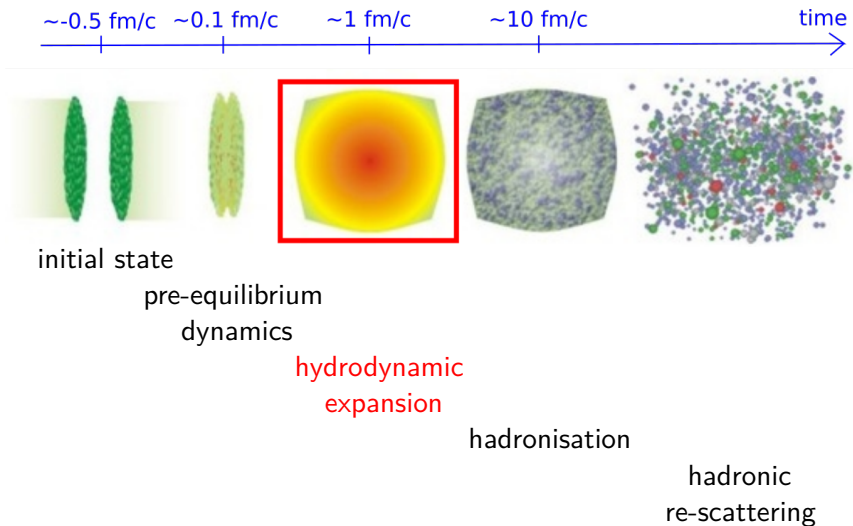 ~-0.5 fm/c ~0.1 fm/c ~1 fm/c ~10 fm/c time
initial state
pre-equilibrium
dynamics
hydrodynamic
expansion
hadronisation
hadronic
re-scattering